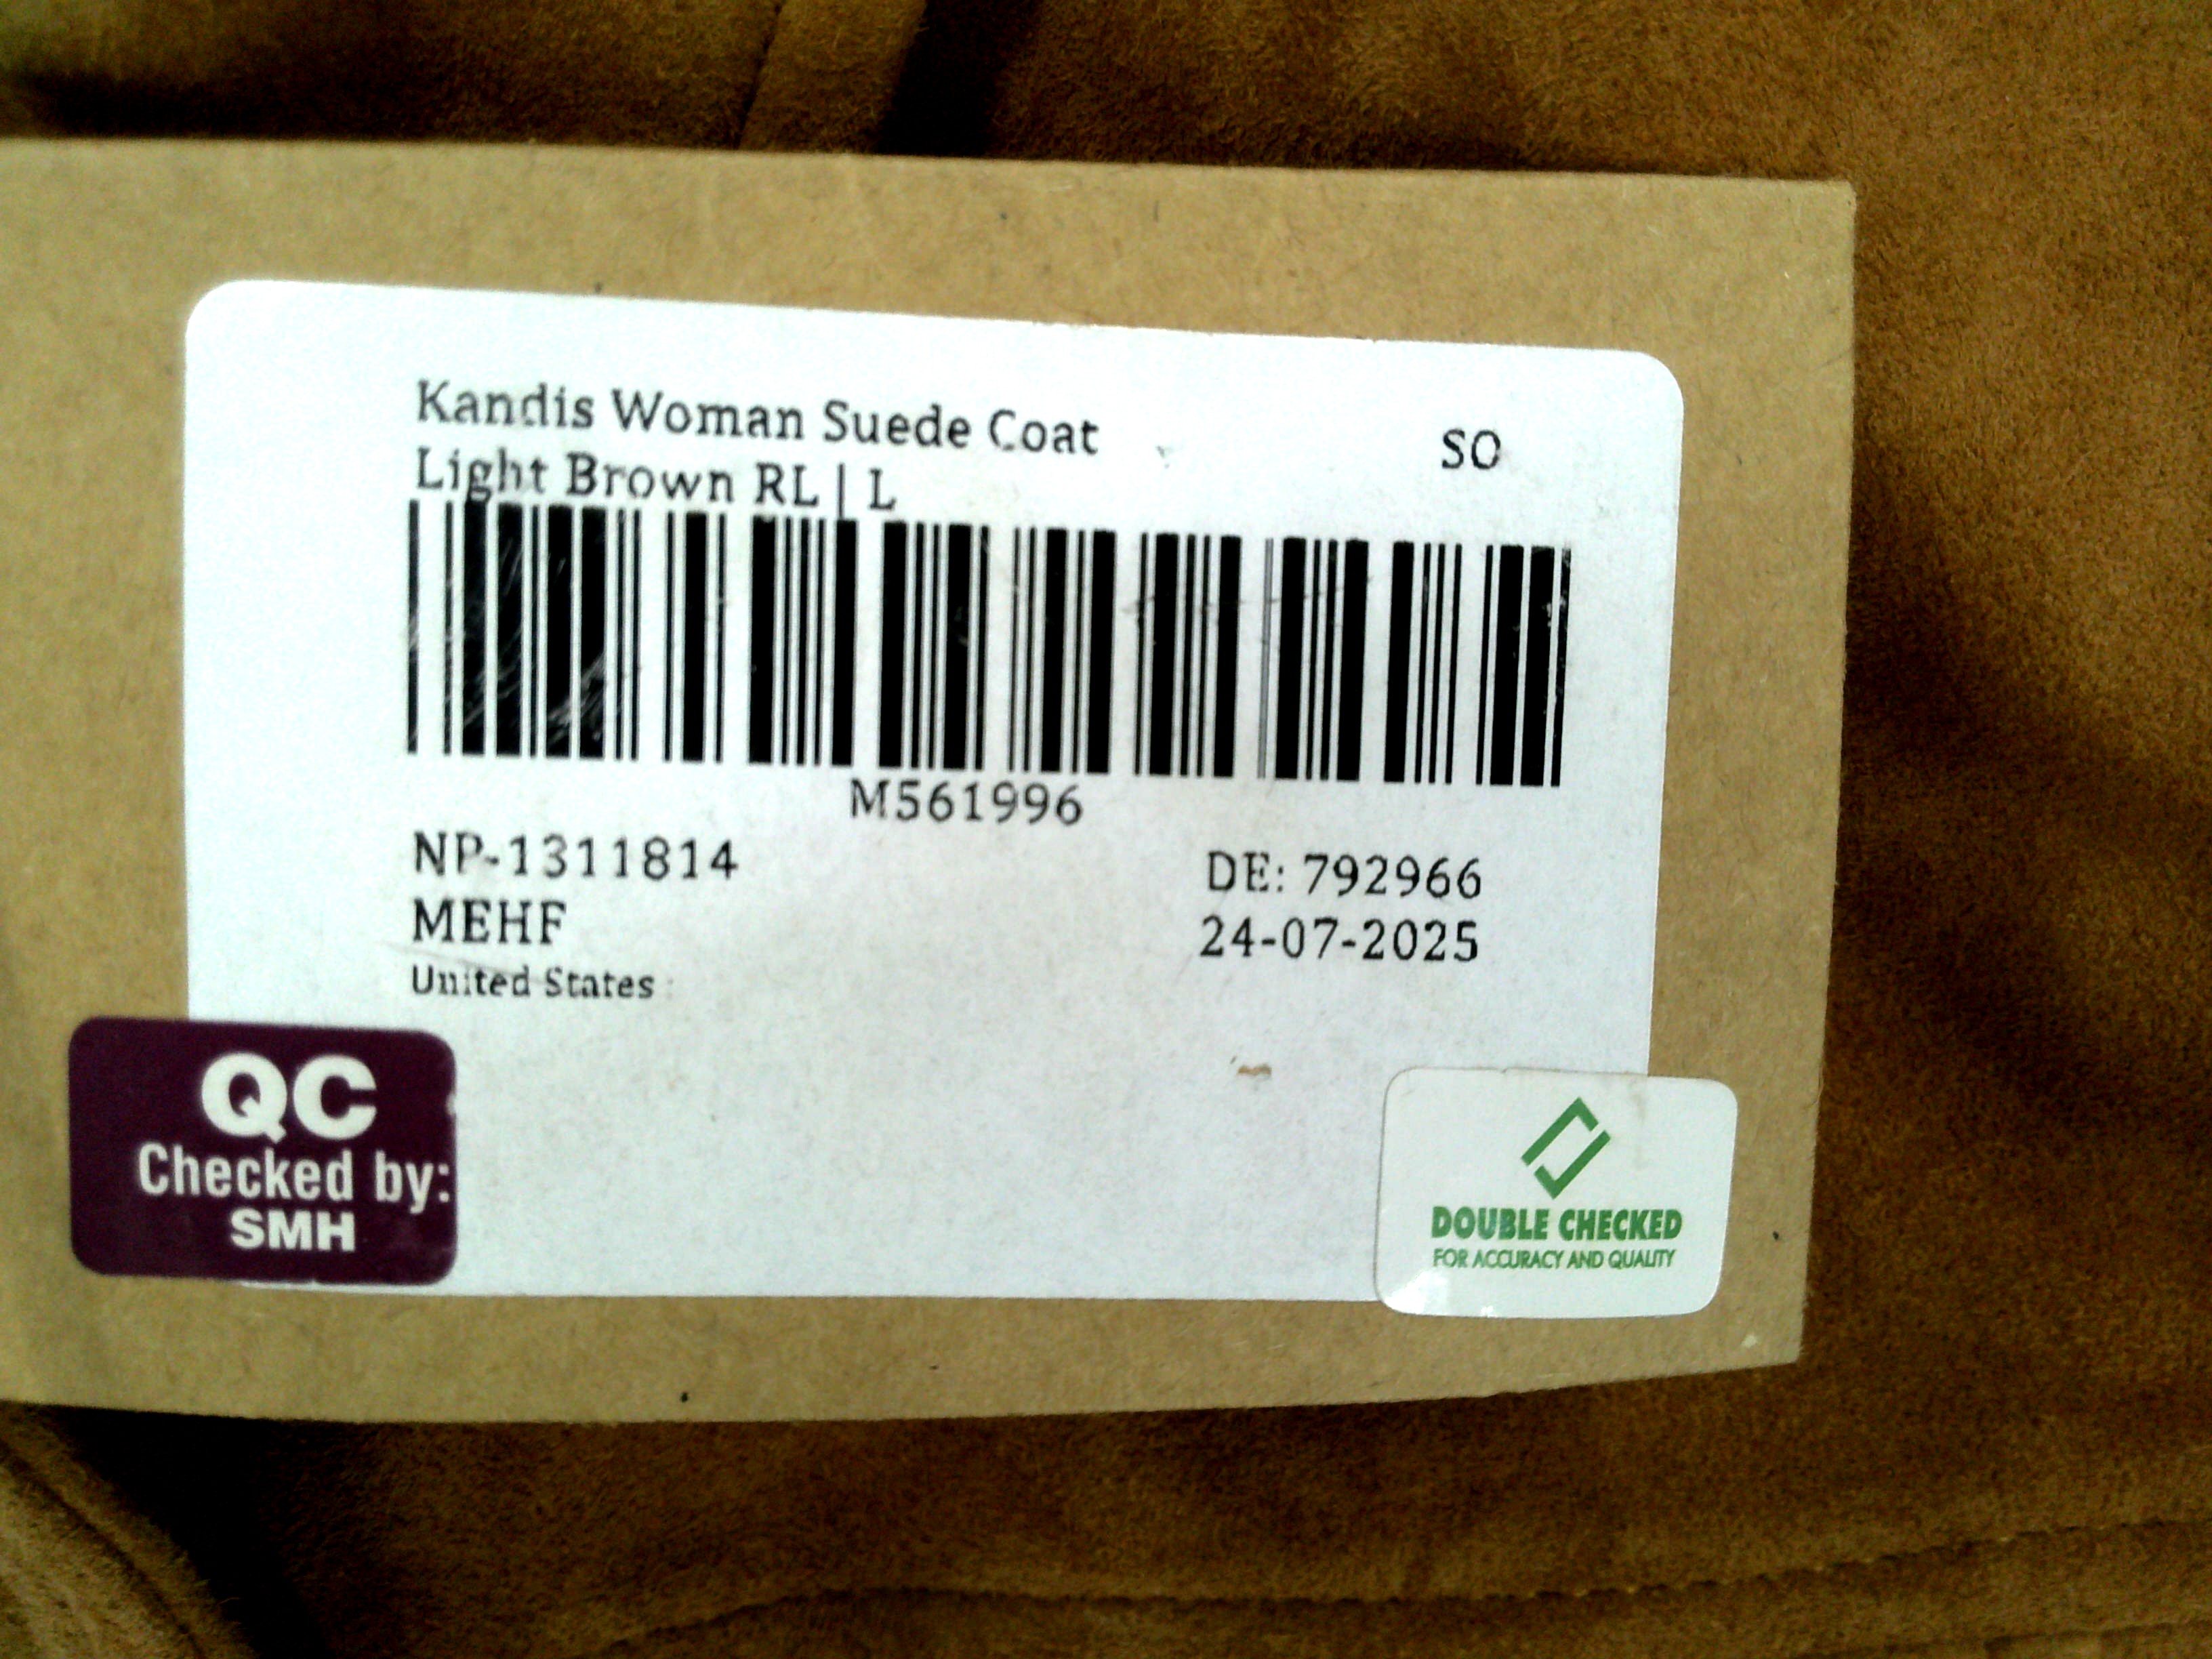 Kandis Woman Suede Coat
SO
Light Brown RL | L
M561996
NP-1311814
DE: 792966
MEHF
24-07-2025
United States
QC
Checked by:
SMH
DOUBLE CHECKED
FOR ACCURACY AND QUALITY